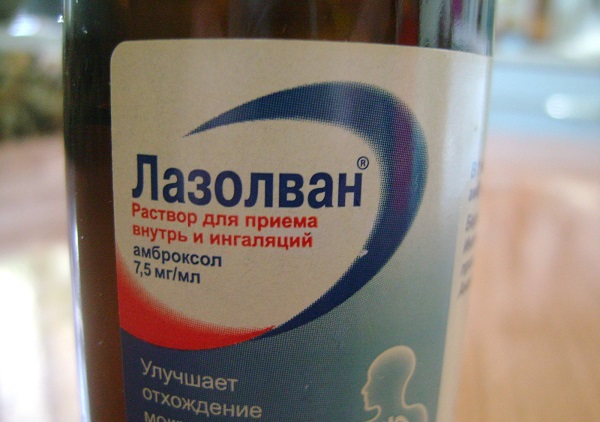 Лазолван®
Раствор для приема
внутрь и ингаляций
амброксол
7,5 мг/мл
Улучшает
отхождение